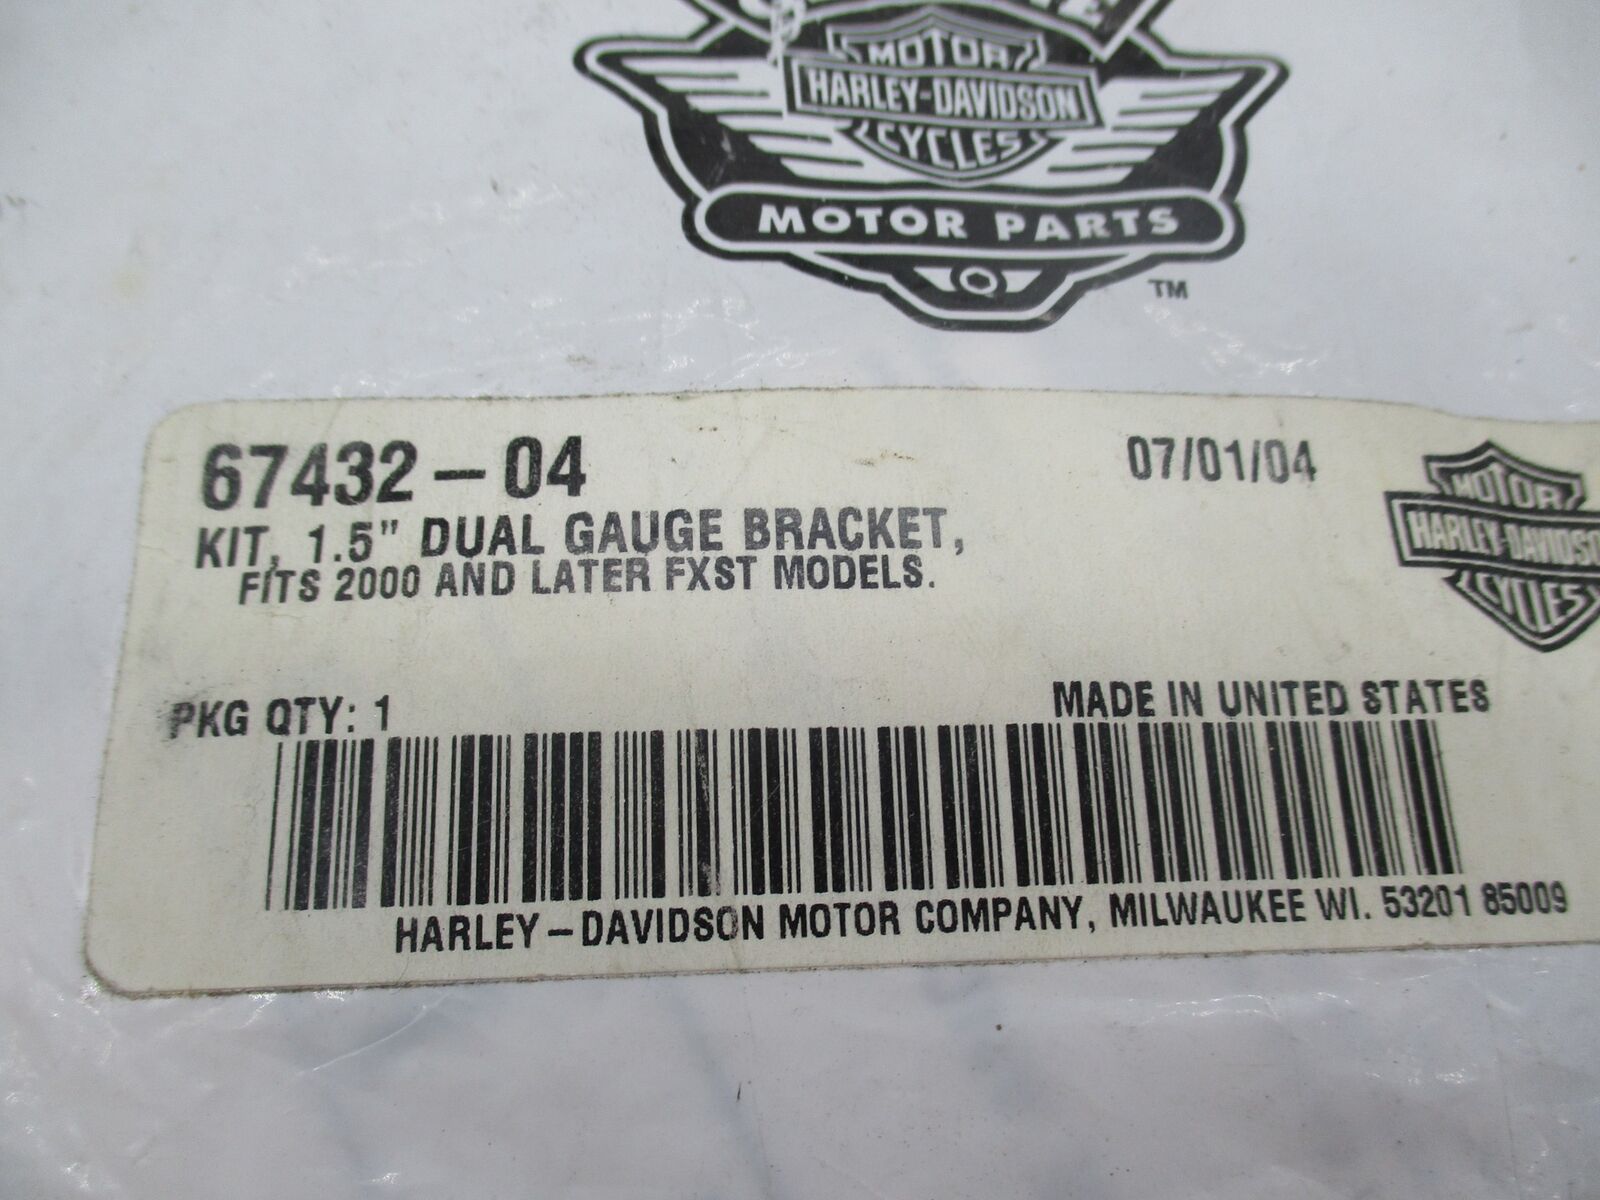 MOTOR
HARLEY-DAVIDSON
CYCLES
MOTOR PARTS
TM
67432-04
07/01/04
KIT, 1.5" DUAL GAUGE BRACKET,
FITS 2000 AND LATER FXST MODELS.
MOTOR
HARLEY-DAVIDSO
CYCLES
PKG QTY: 1
MADE IN UNITED STATES
HARLEY-DAVIDSON MOTOR COMPANY, MILWAUKEE WI. 53201 85009